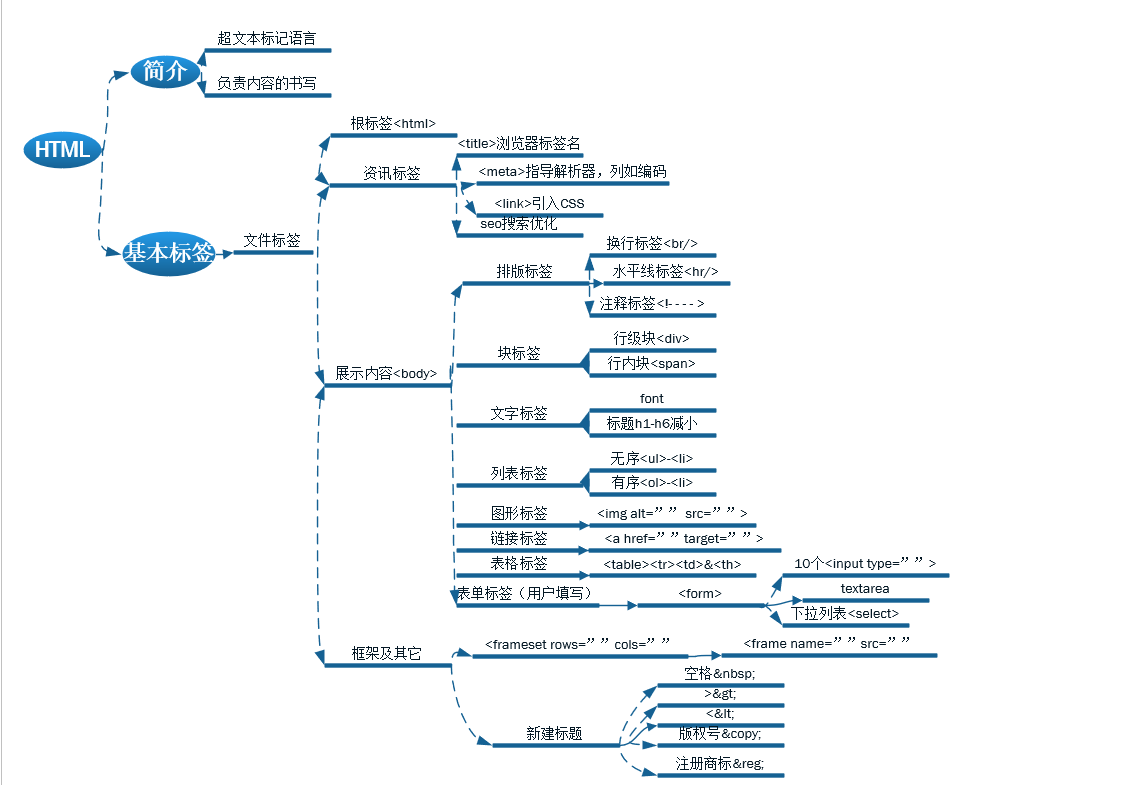 HTML
简介
超文本标记语言
负责内容的书写
基本标签
文件标签
根标签<html>
资讯标签
<title>浏览器标签名
<meta>指导解析器，列如编码
<link>引入CSS
seo搜索优化
展示内容<body>
排版标签
换行标签<br/>
水平线标签<hr/>
注释标签<!---->
块标签
行级块<div>
行内块<span>
文字标签
font
标题h1-h6减小
列表标签
无序<ul>-<li>
有序<ol>-<li>
图形标签
<img alt=”” src=””>
链接标签
<a href=”” target=””>
表格标签
<table><tr><td>&<th>
表单标签（用户填写）
<form>
10个<input type=””>
textarea
下拉列表<select>
框架及其它
<frameset rows=”” cols=””
<frame name=”” src=””
新建标题
空格&nbsp;
>&gt;
<&lt;
版权号&copy;
注册商标&reg;